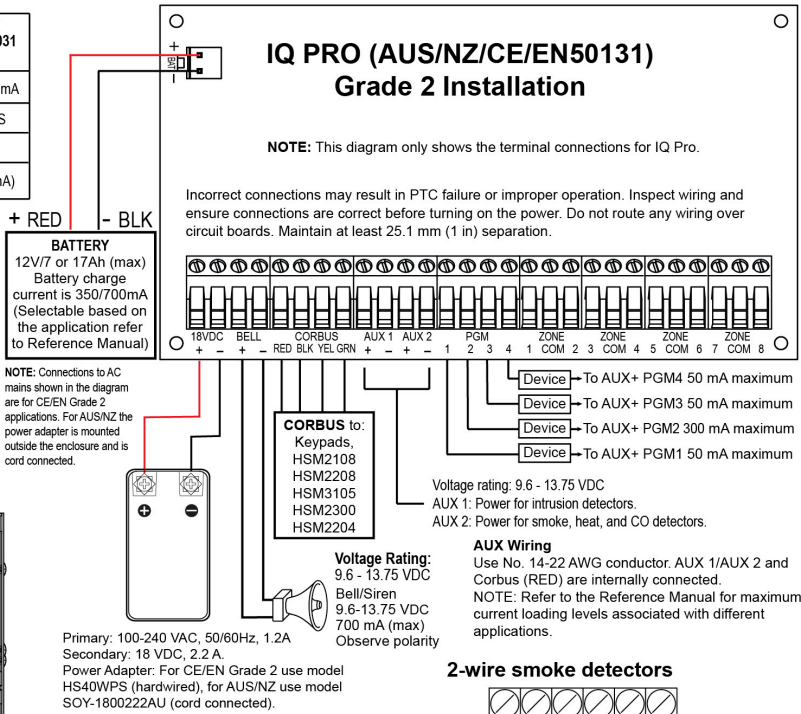 031
mA
S
A)
+
BAT
–
IQ PRO (AUS/NZ/CE/EN50131)
Grade 2 Installation
NOTE: This diagram only shows the terminal connections for IQ Pro.
Incorrect connections may result in PTC failure or improper operation. Inspect wiring and
ensure connections are correct before turning on the power. Do not route any wiring over
circuit boards. Maintain at least 25.1 mm (1 in) separation.
+ RED – BLK
BATTERY
12V/7 or 17Ah (max)
Battery charge
current is 350/700mA
(Selectable based on
the application refer
to Reference Manual)
18VDC BELL CORBUS AUX 1 AUX 2 PGM ZONE ZONE ZONE ZONE
+ – + – RED BLK YEL GRN + – + – 1 2 3 4 1 COM 2 3 COM 4 5 COM 6 7 COM 8
NOTE: Connections to AC
mains shown in the diagram
are for CE/EN Grade 2
applications. For AUS/NZ the
power adapter is mounted
outside the enclosure and is
cord connected.
Device To AUX+ PGM4 50 mA maximum
Device To AUX+ PGM3 50 mA maximum
Device To AUX+ PGM2 300 mA maximum
Device To AUX+ PGM1 50 mA maximum
CORBUS to:
Keypads,
HSM2108
HSM2208
HSM3105
HSM2300
HSM2204
Voltage rating: 9.6 - 13.75 VDC
AUX 1: Power for intrusion detectors.
AUX 2: Power for smoke, heat, and CO detectors.
+ –
AUX Wiring
Use No. 14-22 AWG conductor. AUX 1/AUX 2 and
Corbus (RED) are internally connected.
NOTE: Refer to the Reference Manual for maximum
current loading levels associated with different
applications.
Voltage Rating:
9.6 - 13.75 VDC
Bell/Siren
9.6-13.75 VDC
700 mA (max)
Observe polarity
Primary: 100-240 VAC, 50/60Hz, 1.2A
Secondary: 18 VDC, 2.2 A.
Power Adapter: For CE/EN Grade 2 use model
HS40WPS (hardwired), for AUS/NZ use model
SOY-1800222AU (cord connected).
2-wire smoke detectors